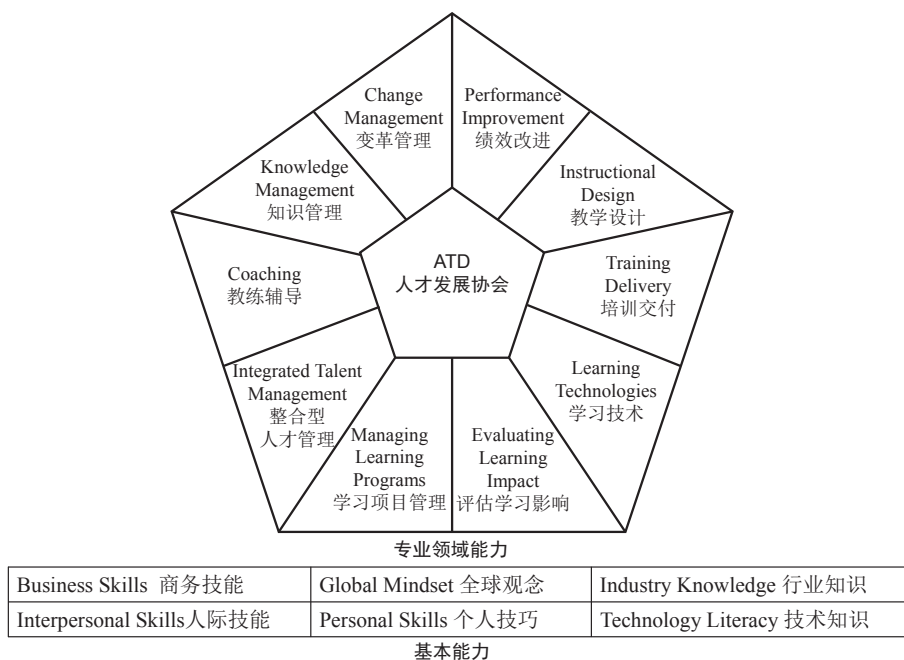 Change
Management
变革管理
Performance
Improvement
绩效改进
Knowledge
Management
知识管理
Instructional
Design
教学设计
ATD
人才发展协会
Coaching
教练辅导
Training
Delivery
培训交付
Integrated Talent
Management
整合型
人才管理
Learning
Technologies
学习技术
Managing
Learning
Programs
学习项目管理
Evaluating
Learning
Impact
评估学习影响
专业领域能力
Business Skills 商务技能
Global Mindset 全球观念
Industry Knowledge 行业知识
Interpersonal Skills人际技能
Personal Skills 个人技巧
Technology Literacy 技术知识
基本能力